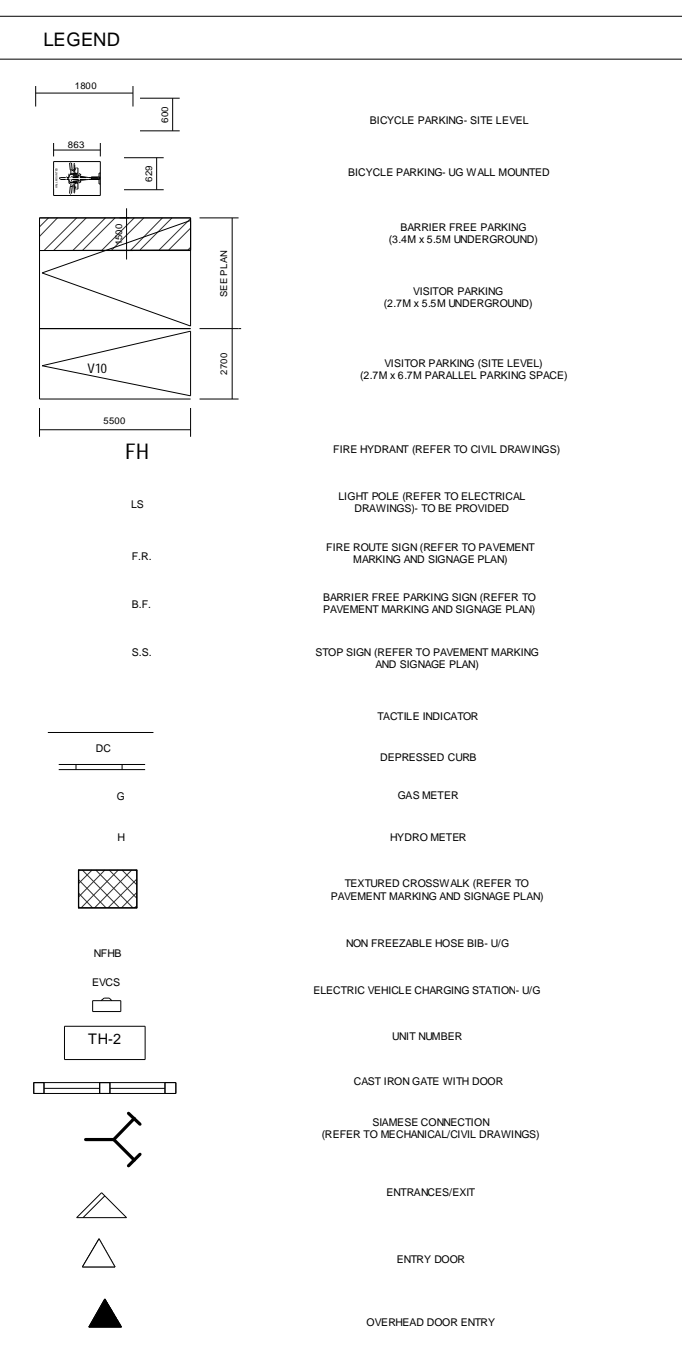 LEGEND
1800
600
BICYCLE PARKING- SITE LEVEL
863
629
BICYCLE PARKING- UG WALL MOUNTED
1500
SEE PLAN
BARRIER FREE PARKING
(3.4M x 5.5M UNDERGROUND)
VISITOR PARKING
(2.7M x 5.5M UNDERGROUND)
V10
2700
VISITOR PARKING (SITE LEVEL)
(2.7M x 6.7M PARALLEL PARKING SPACE)
5500
FH
FIRE HYDRANT (REFER TO CIVIL DRAWINGS)
LS
LIGHT POLE (REFER TO ELECTRICAL
DRAWINGS)- TO BE PROVIDED
F.R.
FIRE ROUTE SIGN (REFER TO PAVEMENT
MARKING AND SIGNAGE PLAN)
B.F.
BARRIER FREE PARKING SIGN (REFER TO
PAVEMENT MARKING AND SIGNAGE PLAN)
S.S.
STOP SIGN (REFER TO PAVEMENT MARKING
AND SIGNAGE PLAN)
TACTILE INDICATOR
DC
DEPRESSED CURB
G
GAS METER
H
HYDRO METER
TEXTURED CROSSWALK (REFER TO
PAVEMENT MARKING AND SIGNAGE PLAN)
NFHB
NON FREEZABLE HOSE BIB- U/G
EVCS
ELECTRIC VEHICLE CHARGING STATION- U/G
TH-2
UNIT NUMBER
CAST IRON GATE WITH DOOR
SIAMESE CONNECTION
(REFER TO MECHANICAL/CIVIL DRAWINGS)
ENTRANCES/EXIT
ENTRY DOOR
OVERHEAD DOOR ENTRY